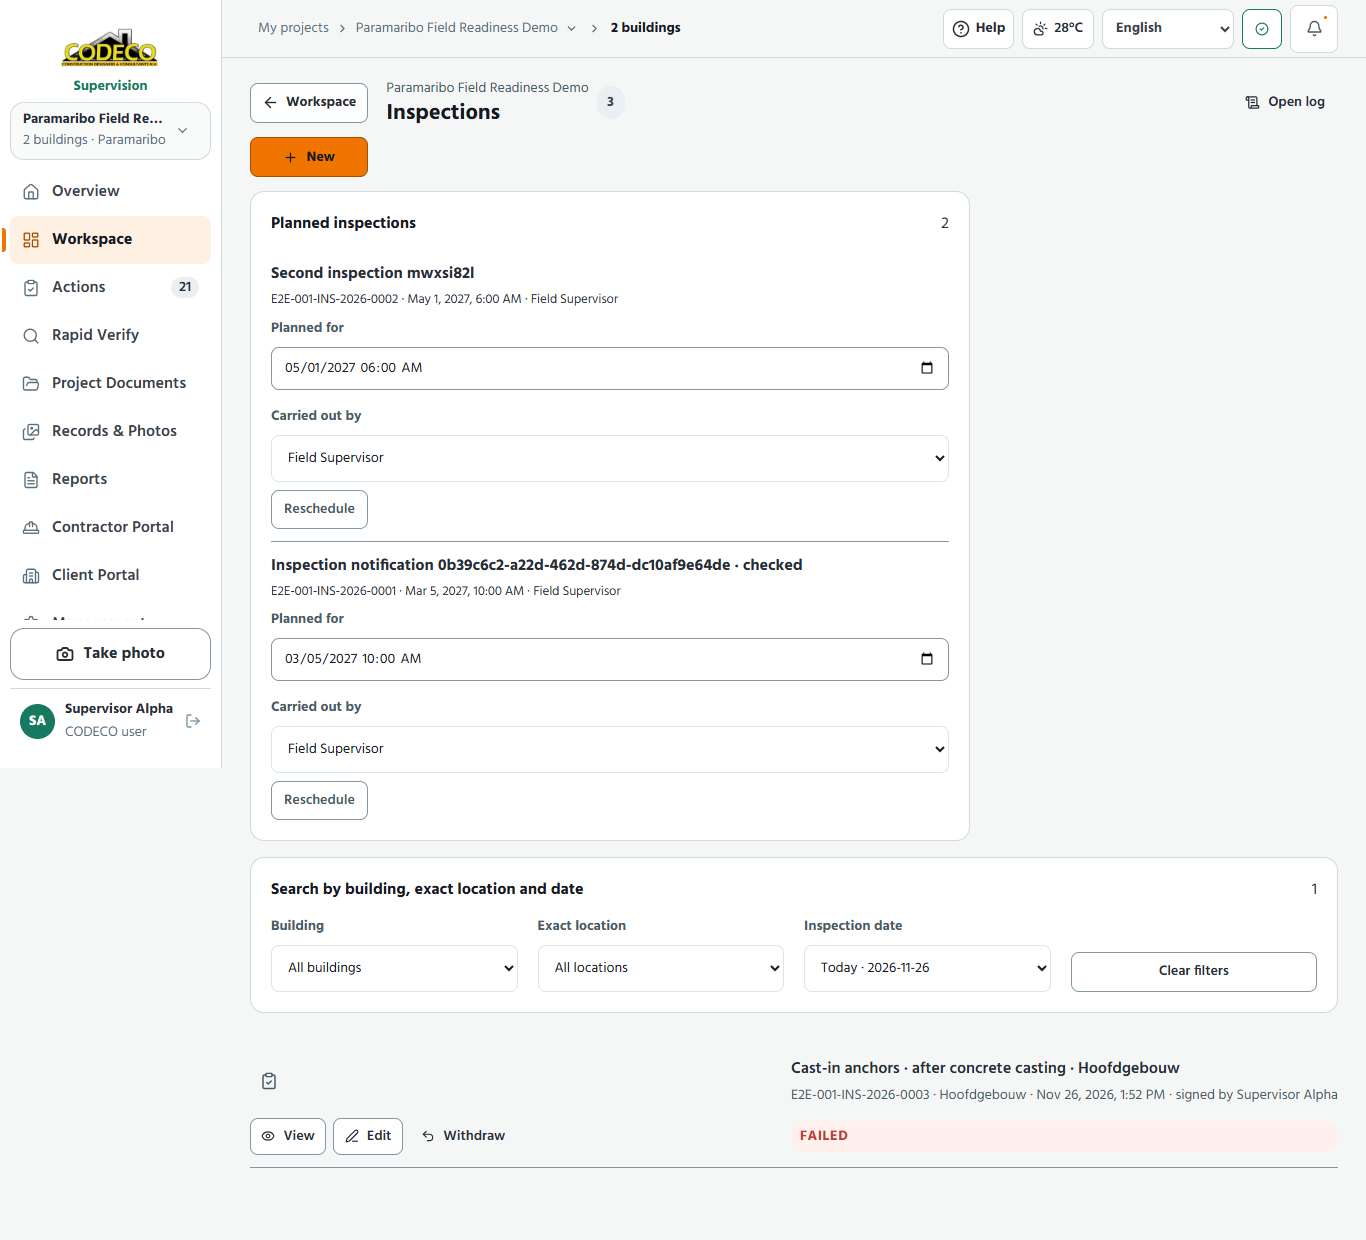 CODECO
CONSTRUCTION DESIGNERS & CONSULTANTS N.V.
Supervision
Paramaribo Field Re...
2 buildings · Paramaribo
Overview
Workspace
Actions 21
Rapid Verify
Project Documents
Records & Photos
Reports
Contractor Portal
Client Portal
Take photo
SA
Supervisor Alpha
CODECO user
My projects > Paramaribo Field Readiness Demo > 2 buildings
Help
28°C
English
Workspace
Paramaribo Field Readiness Demo
Inspections 3
Open log
+ New
Planned inspections 2
Second inspection mwxsi82l
E2E-001-INS-2026-0002 · May 1, 2027, 6:00 AM · Field Supervisor
Planned for
05/01/2027 06:00 AM
Carried out by
Field Supervisor
Reschedule
Inspection notification 0b39c6c2-a22d-462d-874d-dc10af9e64de · checked
E2E-001-INS-2026-0001 · Mar 5, 2027, 10:00 AM · Field Supervisor
Planned for
03/05/2027 10:00 AM
Carried out by
Field Supervisor
Reschedule
Search by building, exact location and date 1
Building Exact location Inspection date
All buildings All locations Today · 2026-11-26 Clear filters
Cast-in anchors · after concrete casting · Hoofdgebouw
E2E-001-INS-2026-0003 · Hoofdgebouw · Nov 26, 2026, 1:52 PM · signed by Supervisor Alpha
View Edit Withdraw
FAILED